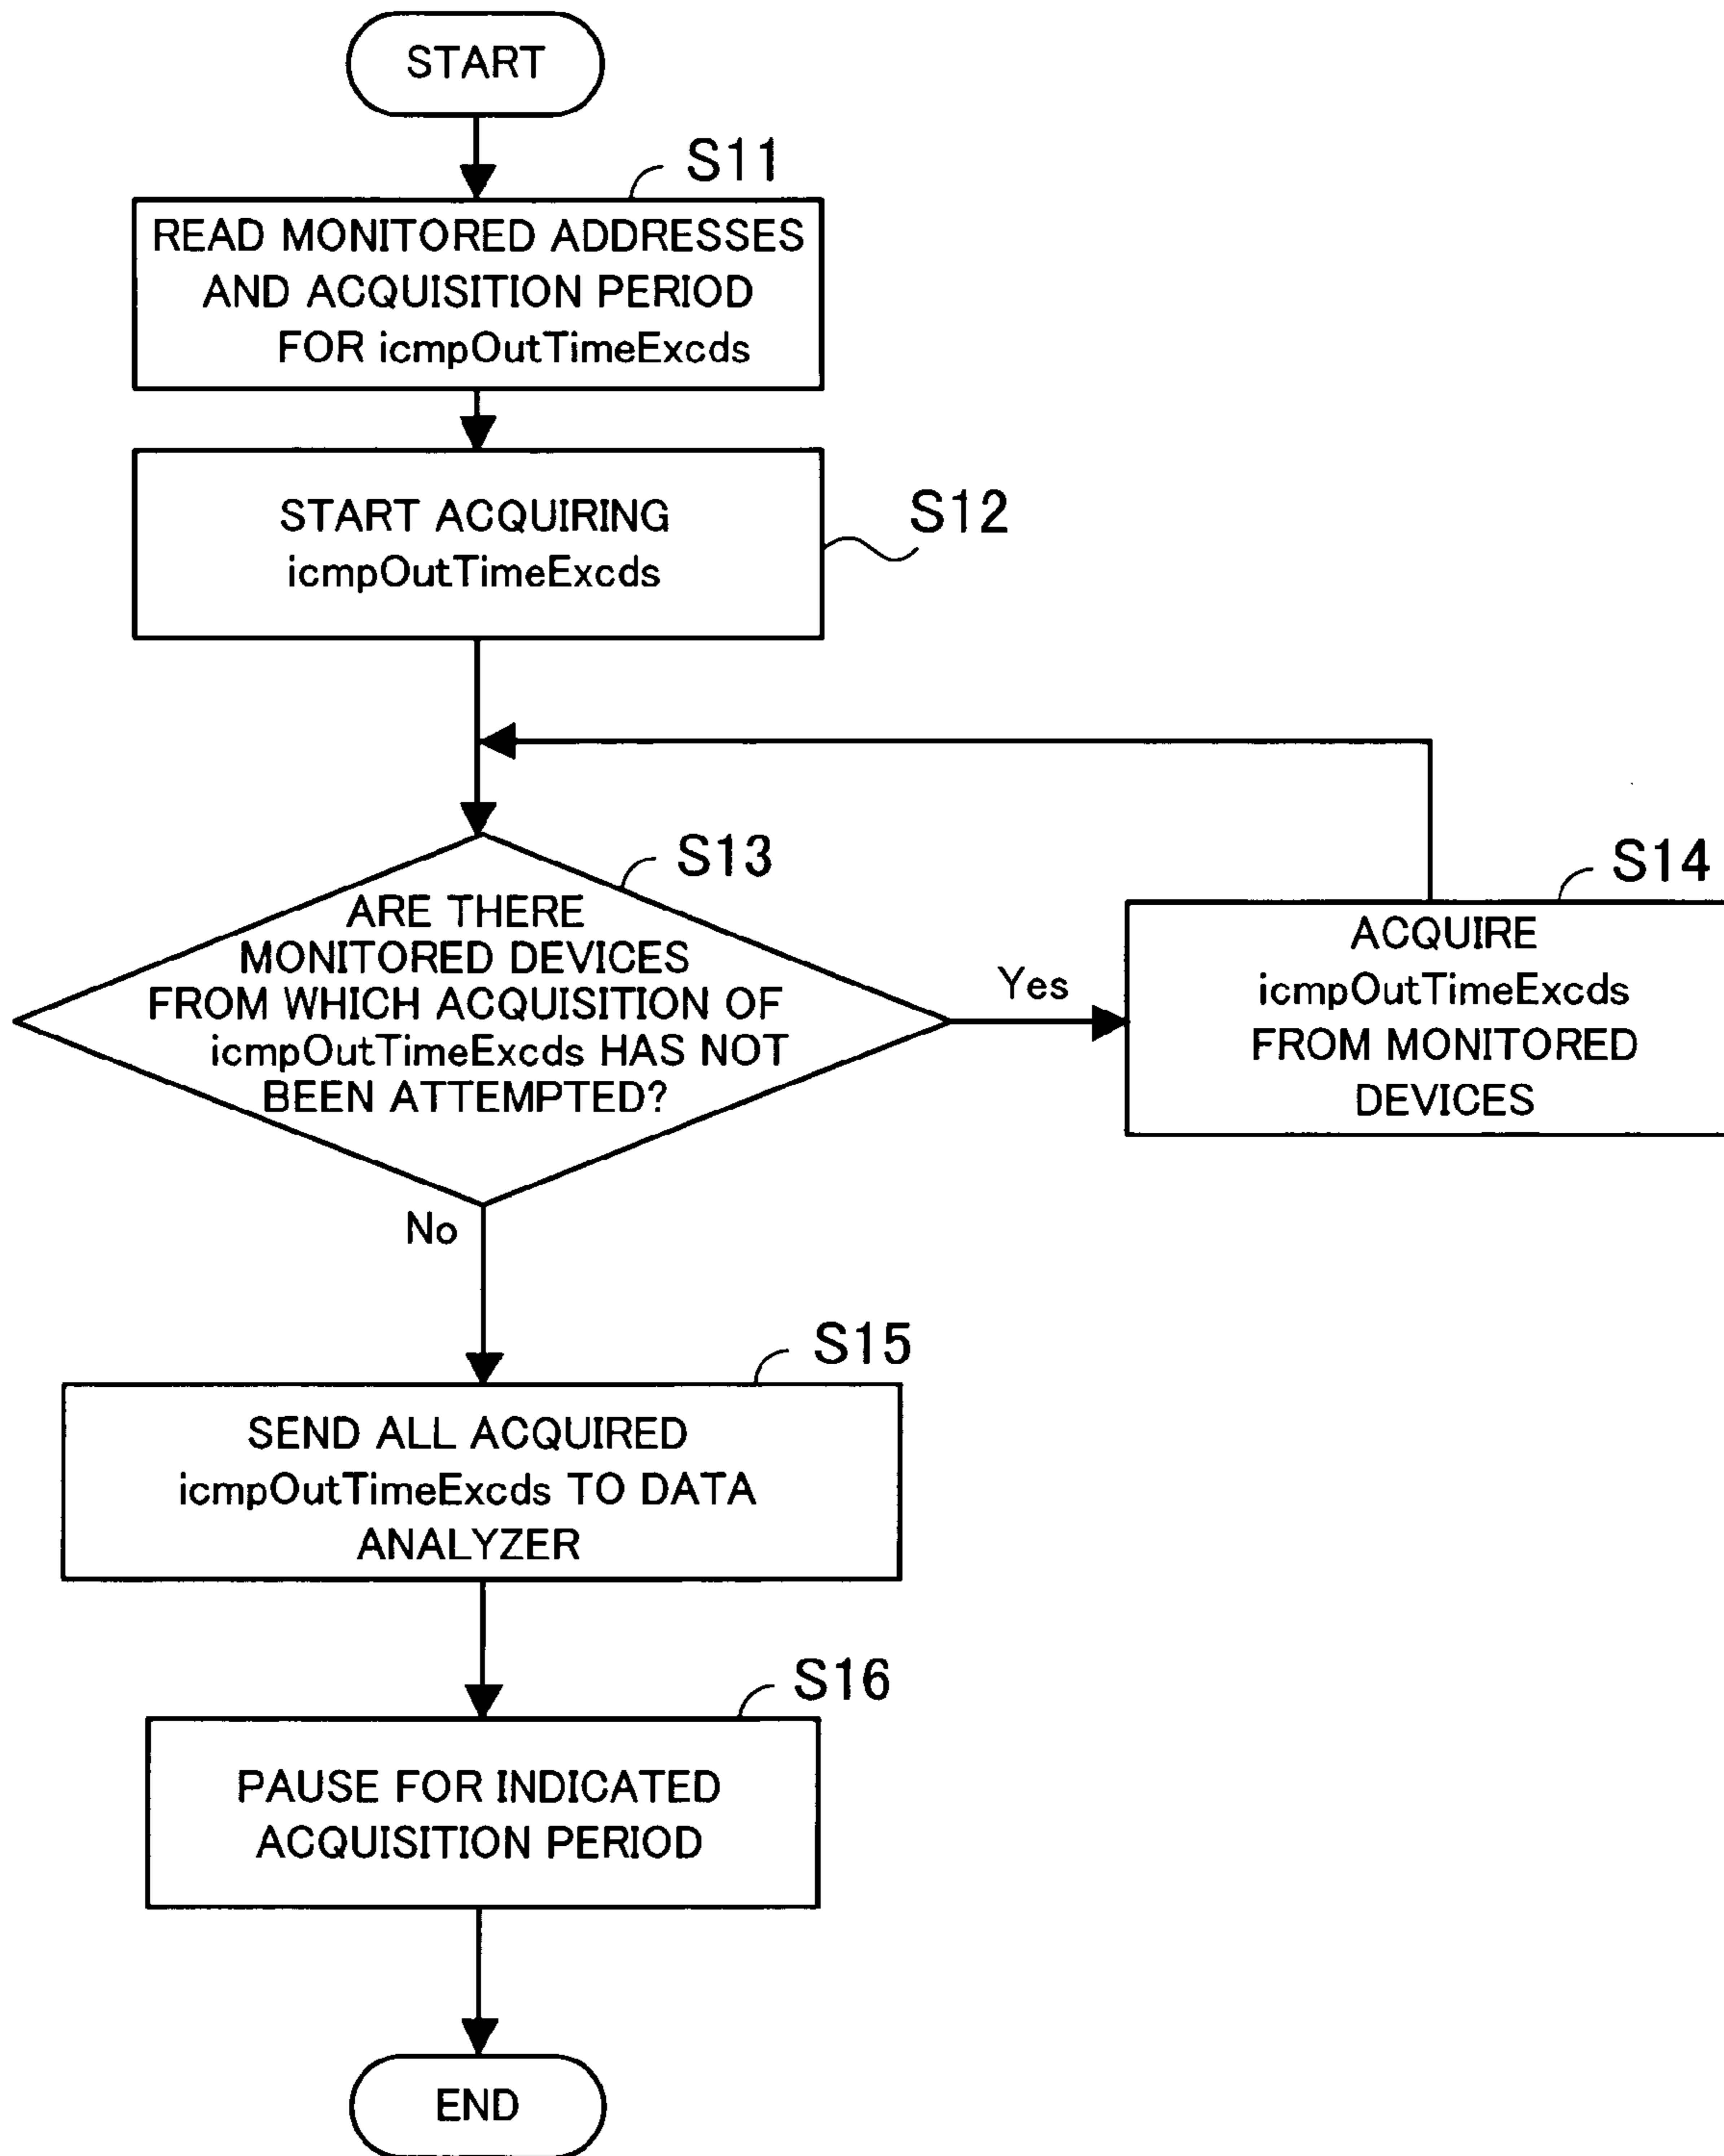 START
S11
READ MONITORED ADDRESSES
AND ACQUISITION PERIOD
FOR icmpOutTimeExcds
START ACQUIRING
icmpOutTimeExcds
S12
S13
ARE THERE
MONITORED DEVICES
FROM WHICH ACQUISITION OF
icmpOutTimeExcds HAS NOT
BEEN ATTEMPTED?
Yes
S14
ACQUIRE
icmpOutTimeExcds
FROM MONITORED
DEVICES
No
S15
SEND ALL ACQUIRED
icmpOutTimeExcds TO DATA
ANALYZER
S16
PAUSE FOR INDICATED
ACQUISITION PERIOD
END